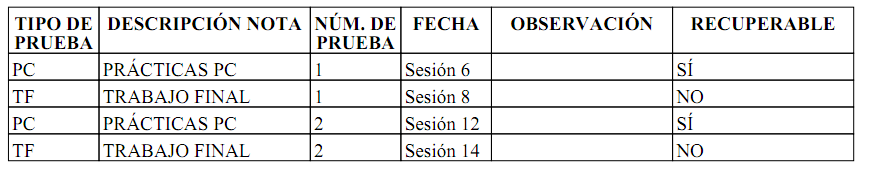 TIPO DE PRUEBA DESCRIPCIÓN NOTA NÚM. DE PRUEBA FECHA OBSERVACIÓN RECUPERABLE
PC PRÁCTICAS PC 1 Sesión 6 SÍ
TF TRABAJO FINAL 1 Sesión 8 NO
PC PRÁCTICAS PC 2 Sesión 12 SÍ
TF TRABAJO FINAL 2 Sesión 14 NO